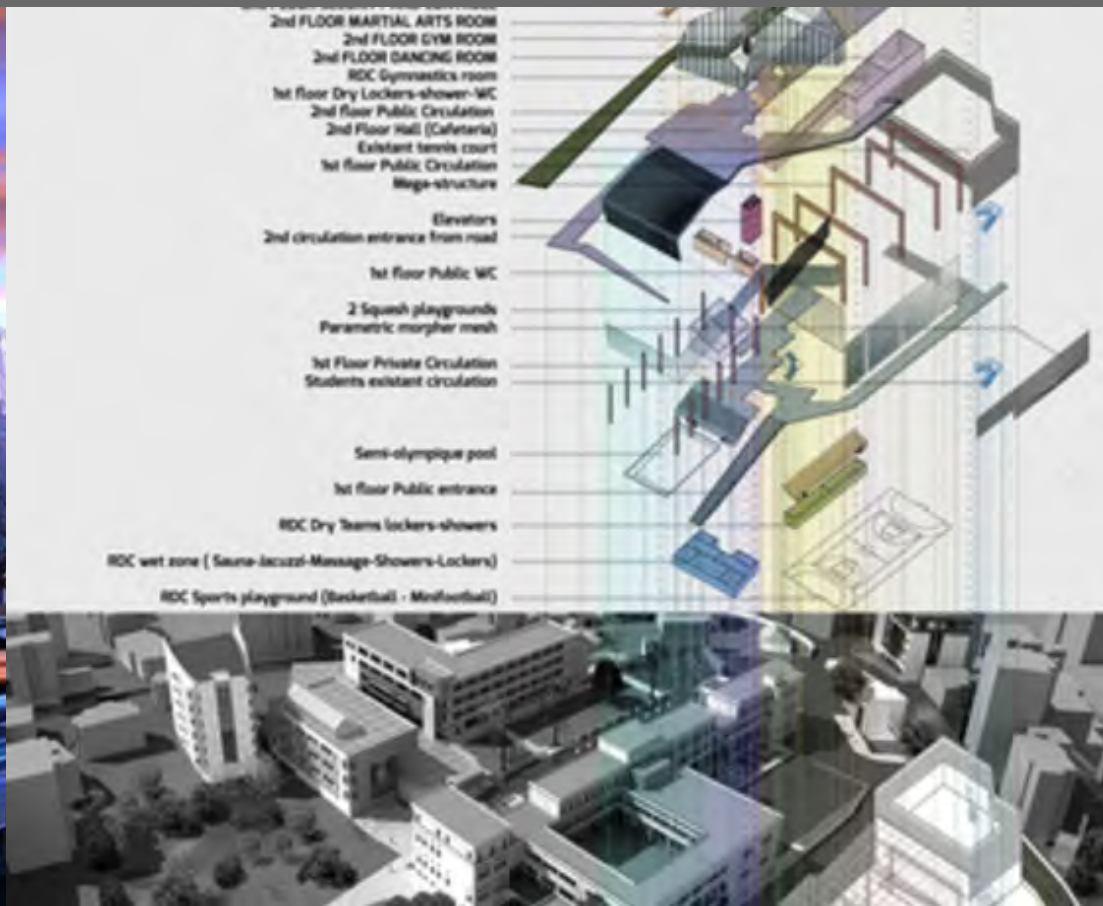 2nd FLOOR MARTIAL ARTS ROOM
2nd FLOOR GYM ROOM
2nd FLOOR DANCING ROOM
RDC Gymnastics room
1st floor Dry Lockers-shower-WC
2nd floor Public Circulation
2nd Floor Hall (Cafeteria)
Existant tennis court
1st floor Public Circulation
Mega-structure
Elevators
2nd circulation entrance from road
1st floor Public WC
2 Squash playgrounds
Parametric morpher mesh
1st Floor Private Circulation
Students existant circulation
Semi-olympique pool
1st floor Public entrance
RDC Dry Teams lockers-showers
RDC wet zone ( Sauna-Jacuzzi-Massage-Showers-Lockers)
RDC Sports playground (Basketball - Minifootball)